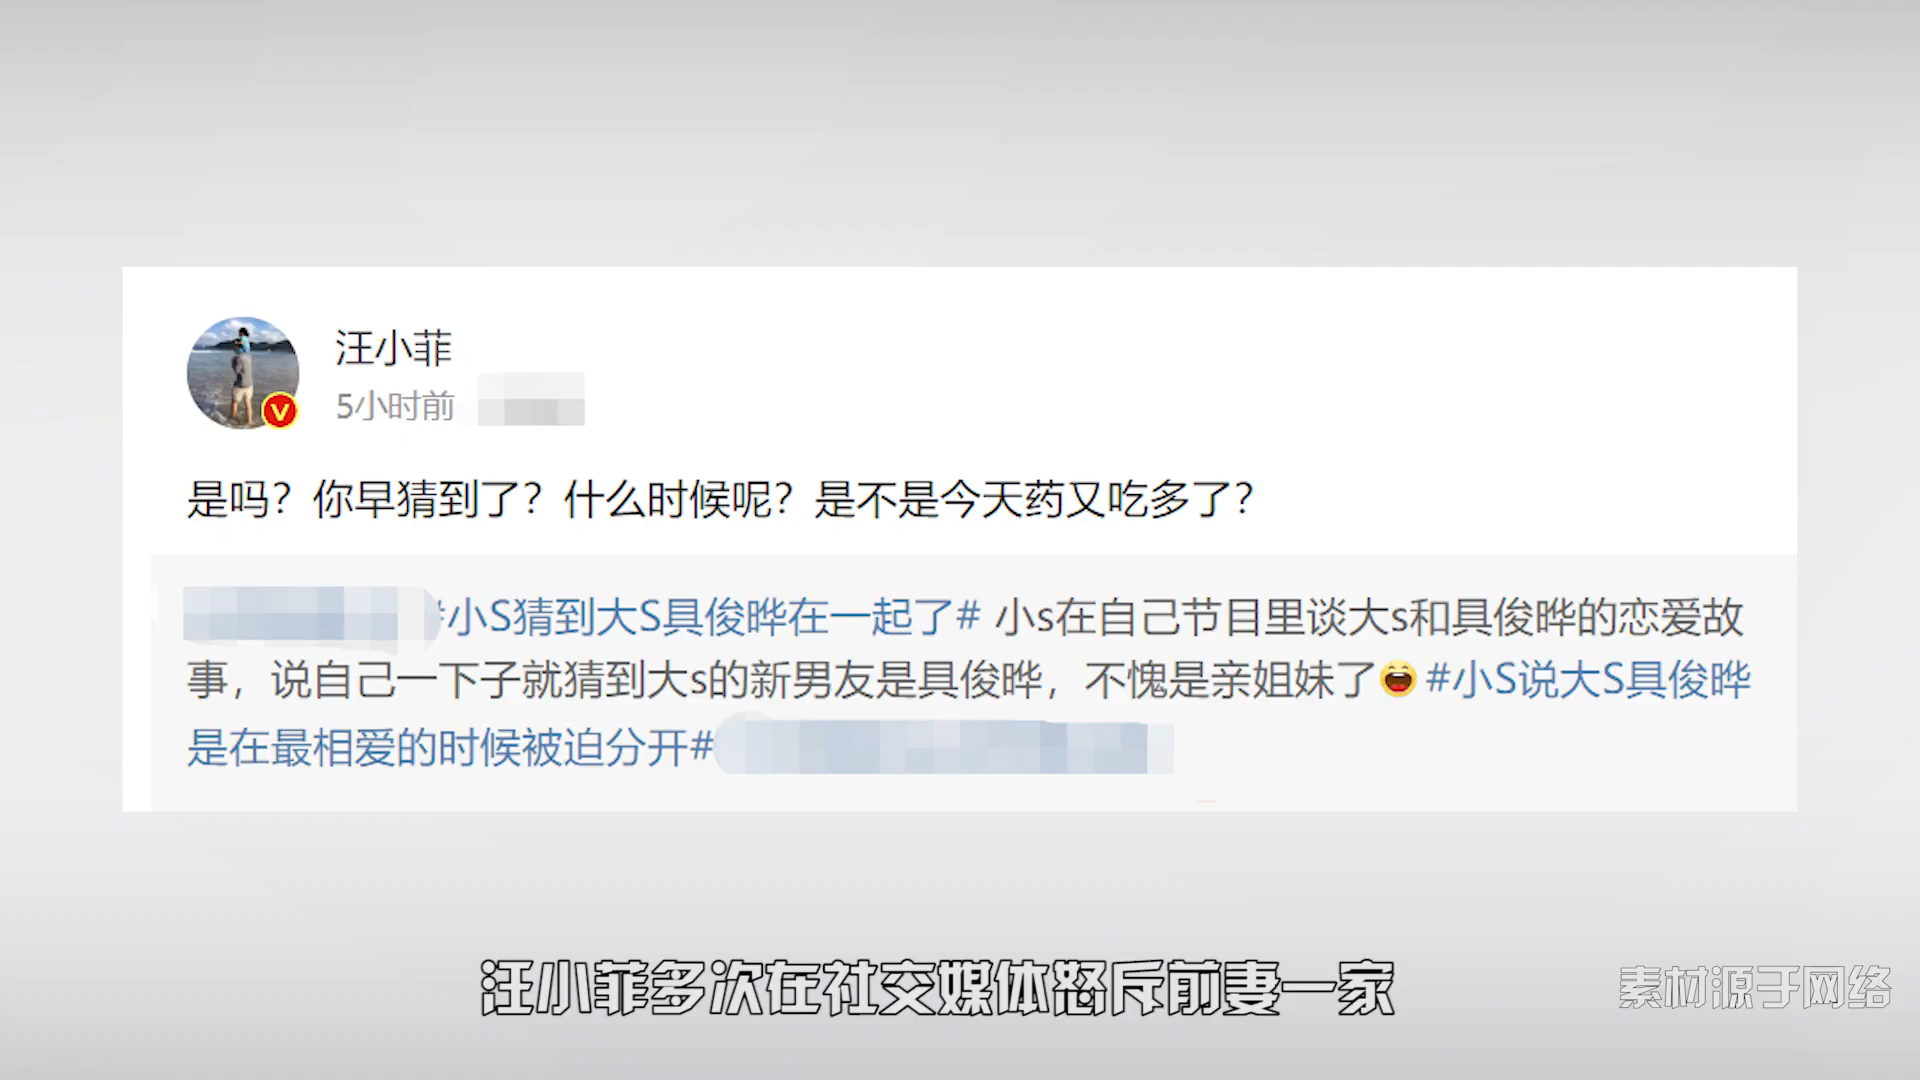 汪小菲
5小时前
是吗？你早猜到了？什么时候呢？是不是今天药又吃多了？
#小S猜到大S具俊晔在一起了# 小s在自己节目里谈大s和具俊晔的恋爱故
事，说自己一下子就猜到大s的新男友是具俊晔，不愧是亲姐妹了 #小S说大S具俊晔
是在最相爱的时候被迫分开#
汪小菲多次在社交媒体怒斥前妻一家
素材源于网络